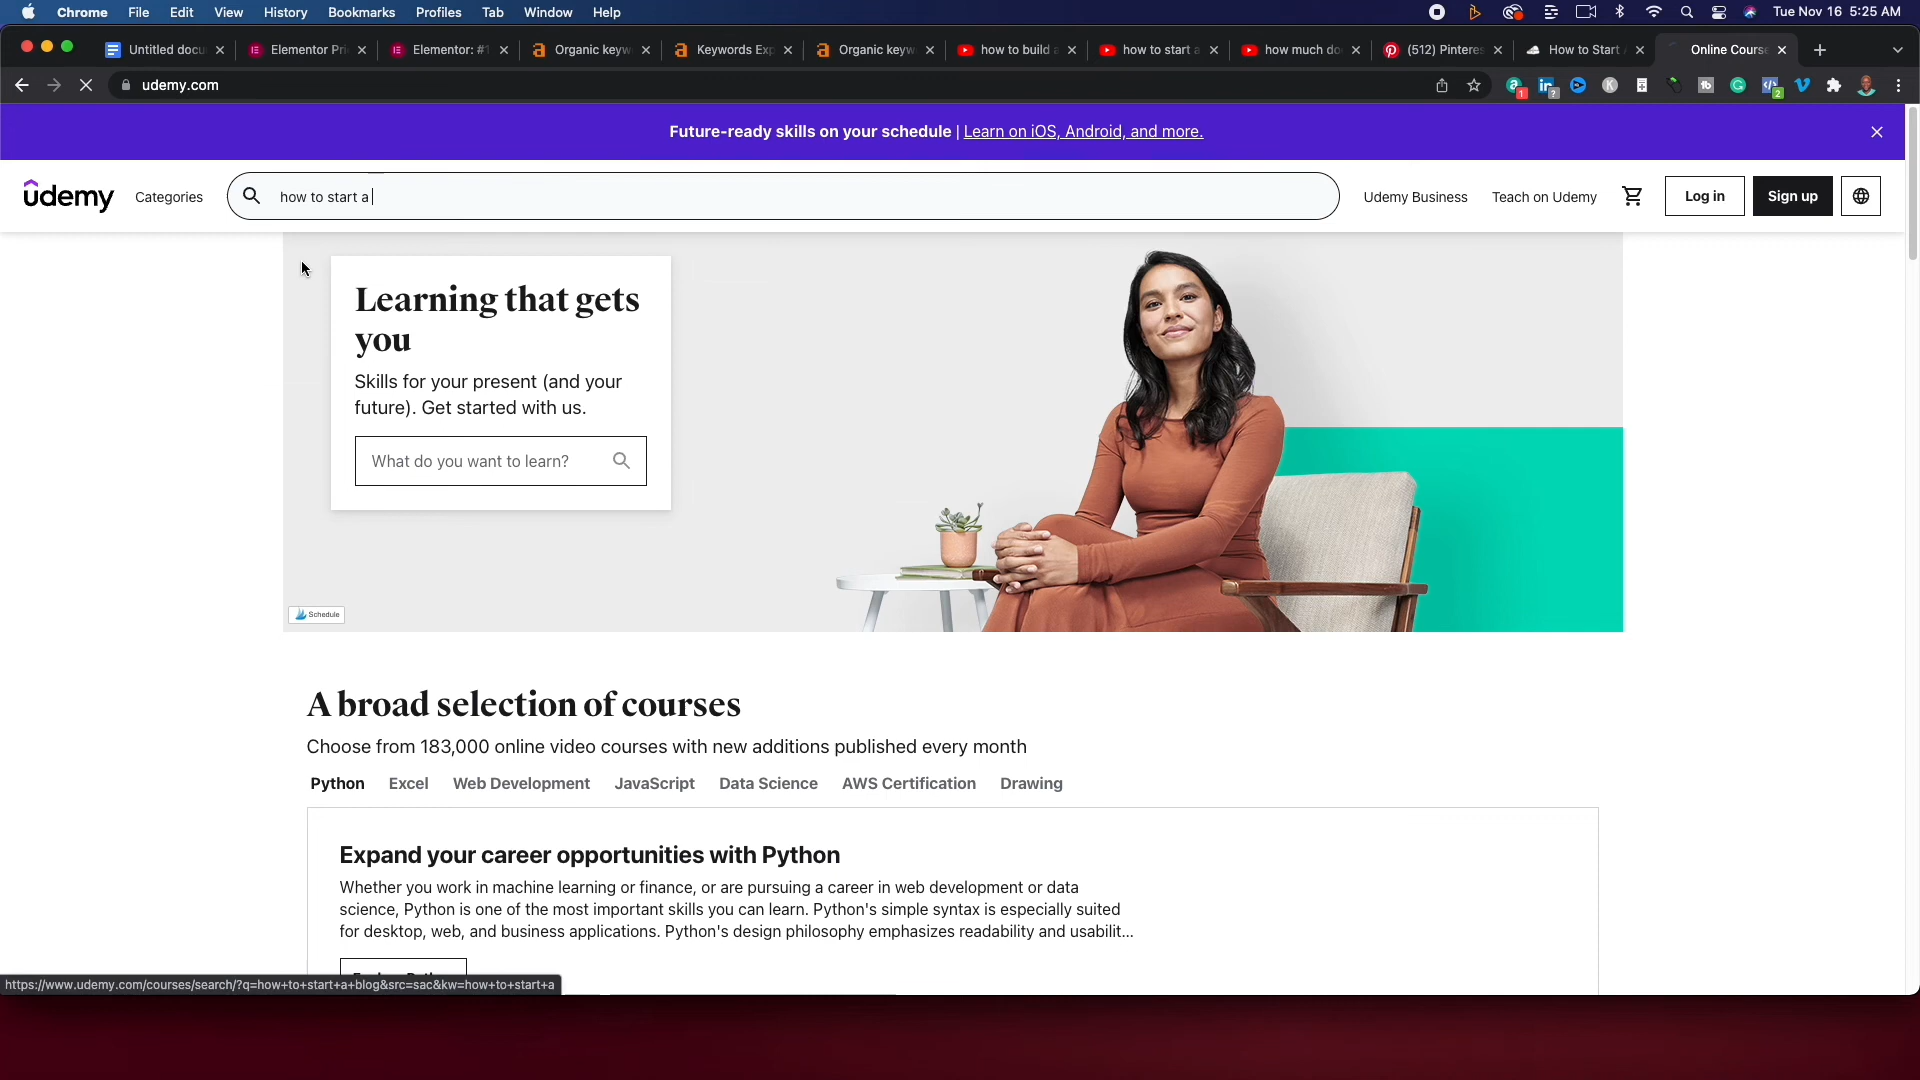 Chrome File Edit View History Bookmarks Profiles Tab Window Help Tue Nov 16 5:25 AM
Untitled docu Elementor Pri Elementor: #1 Organic keyw Keywords Exp Organic keyw how to build how to start a how much do (512) Pinteres How to Start Online Course
udemy.com
Future-ready skills on your schedule | Learn on iOS, Android, and more.
udemy Categories how to start a Udemy Business Teach on Udemy Log in Sign up
Learning that gets
you
Skills for your present (and your
future). Get started with us.
What do you want to learn?
Schedule
A broad selection of courses
Choose from 183,000 online video courses with new additions published every month
Python Excel Web Development JavaScript Data Science AWS Certification Drawing
Expand your career opportunities with Python
Whether you work in machine learning or finance, or are pursuing a career in web development or data
science, Python is one of the most important skills you can learn. Python's simple syntax is especially suited
for desktop, web, and business applications. Python's design philosophy emphasizes readability and usabilit...
https://www.udemy.com/courses/search/?q=how+to+start+a+blog&src=sac&kw=how+to+start+a